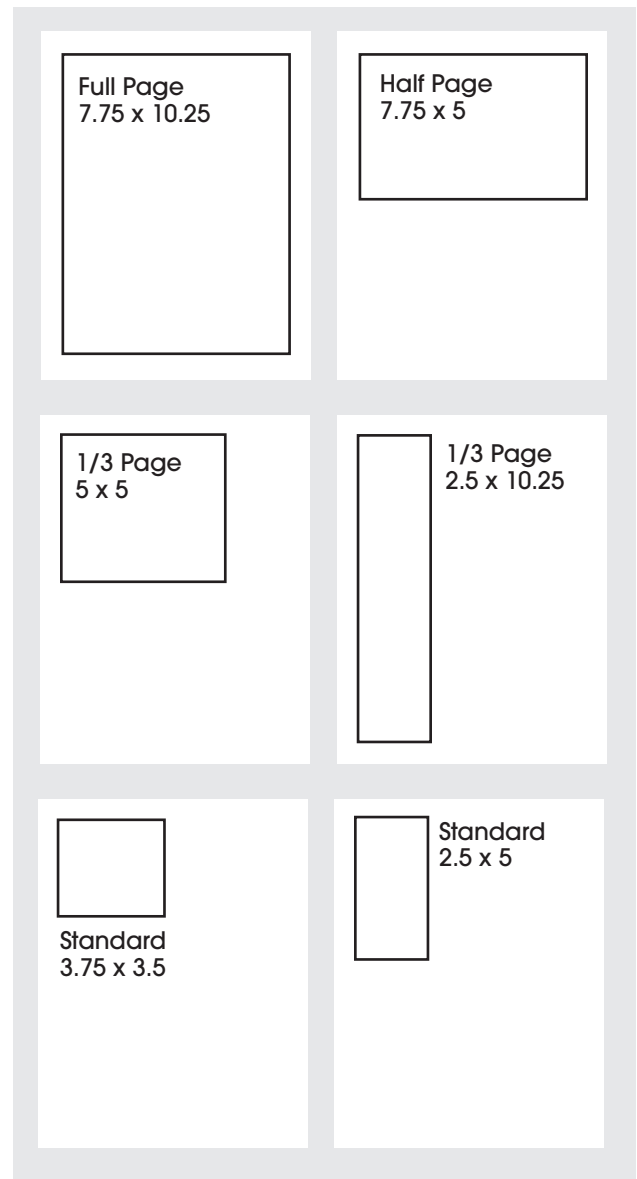 Full Page
7.75 x 10.25
Half Page
7.75 x 5
1/3 Page
5 x 5
1/3 Page
2.5 x 10.25
Standard
3.75 x 3.5
Standard
2.5 x 5